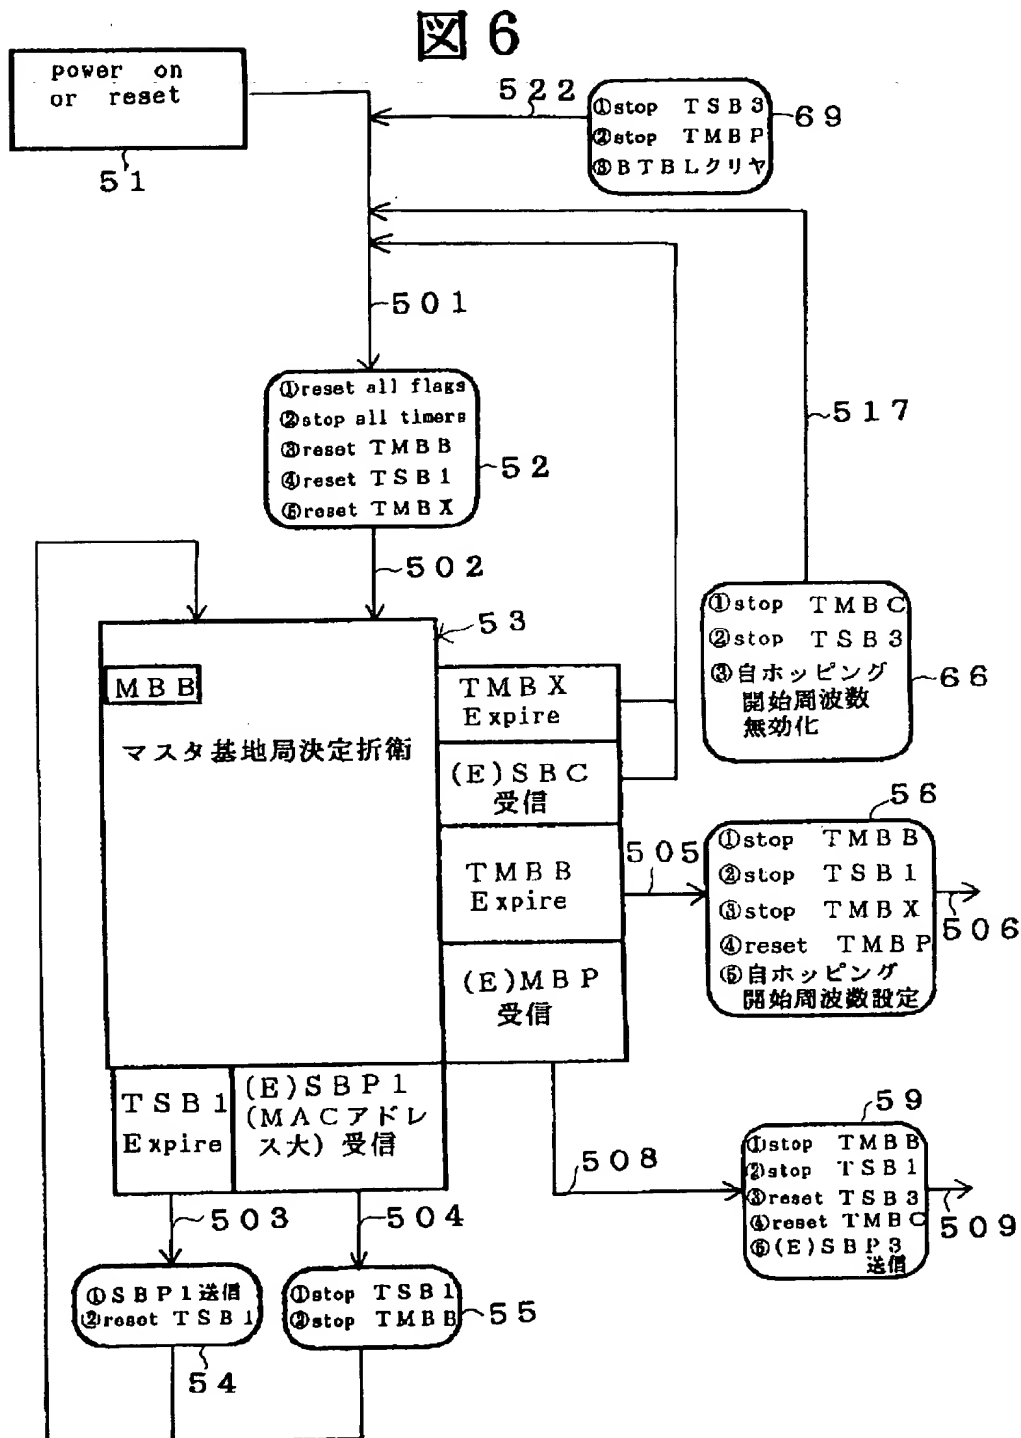 図6
power on
or reset
51
522
①stop TSB3
②stop TMBP
③BTBLクリヤ
69
501
517
①reset all flags
②stop all timers
③reset TMBB
④reset TSB1
⑤reset TMBX
52
502
53
MBB
マスタ基地局決定折衛
TMBX
Expire
(E)SBC
受信
TMBB
Expire
(E)MBP
受信
TSB1
Expire
(E)SBP1
(MACアドレ
ス大)受信
①stop TMBC
②stop TSB3
③自ホッピング
開始周波数
無効化
66
505
56
①stop TMBB
②stop TSB1
③stop TMBX
④reset TMBP
⑤自ホッピング
開始周波数設定
506
508
59
①stop TMBB
②stop TSB1
③reset TSB3
④reset TMBC
⑤(E)SBP3
送信
509
503
504
①SBP1送信
②reset TSB1
54
①stop TSB1
②stop TMBB
55